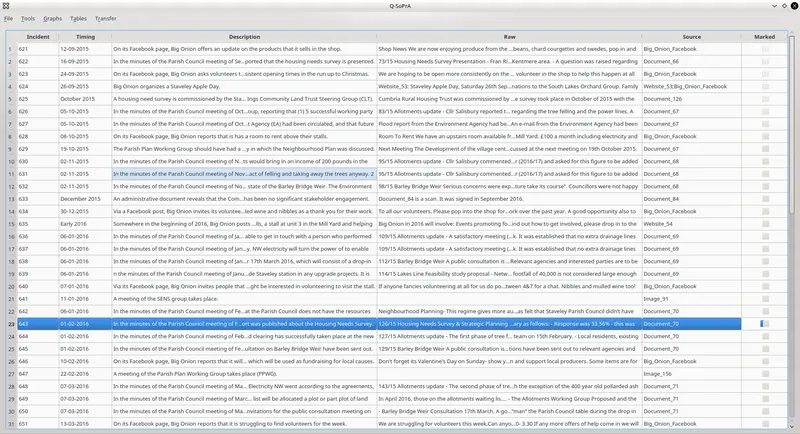 Q-SoPrA
File Tools Graphs Tables Transfer
Incident Timing Description Raw Source Marked
1 621 12-09-2015 On its Facebook page, Big Onion offers an update on the products that it sells in the shop. Shop News We are now enjoying produce from the ...beans, chard courgettes and swedes, pop in and Big_Onion_Facebook
2 622 16-09-2015 In the minutes of the Parish Council meeting of Se...ported that the housing needs survey is presented. 73/15 Housing Needs Survey Presentation - Fran Ri...Kentmere area. - A question was raised regarding Document_66
3 623 24-09-2015 On its Facebook page, Big Onion asks volunteers t...sistent opening times in the run up to Christmas. We are hoping to be open more consistently on the ... volunteer in the shop to help this happen at all Big_Onion_Facebook
4 624 26-09-2015 Big Onion organized a Staveley Apple Day. Website_53: Staveley Apple Day, Saturday 26th Sep...nations to the South Lakes Orchard Group. Family Website_53;Big_Onion_Facebook
5 625 October 2015 A housing need survey is commissioned by the Sta...ings Community Land Trust Steering Group (CLT). Cumbria Rural Housing Trust was commissioned by ...e survey took place in October of 2015 with the Document_126
6 626 05-10-2015 In the minutes of the Parish Council meeting of Oct...oup, reporting that (1) 5 successful working party 83/15 Allotments update - Cllr Salisbury reported t... regarding the tree felling and the power lines. A Document_67
7 627 05-10-2015 In the minutes of the Parish Council meeting of Oct...l Agency (EA) had been circulated, and that future Flood report from the Environment Agency had be...An e-mail from the Environment Agency had been Document_67
8 628 08-10-2015 On its Facebook page, Big Onion reports that is has a room to rent above their stalls. Room To Rent We have an upstairs room available fr... Mill Yard. £100 a month including electricity and Big_Onion_Facebook
9 629 19-10-2015 The Parish Plan Working Group should have had a ...y in which the Neighbourhood Plan was discussed. Next Meeting The Development of the village cent...cussed at the next meeting on 19th October 2015. Document_67
10 630 02-11-2015 In the minutes of the Parish Council meeting of N...ts would bring in an income of 200 pounds in the 95/15 Allotments update - Cllr Salisbury commented...r (2016/17) and asked for this figure to be added Document_68
11 631 02-11-2015 In the minutes of the Parish Council meeting of Nov...act of felling and taking away the trees anyway. 2 95/15 Allotments update - Cllr Salisbury commented...r (2016/17) and asked for this figure to be added Document_68
12 632 02-11-2015 In the minutes of the Parish Council meeting of No... state of the Barley Bridge Weir. The Environment 98/15 Barley Bridge Weir Serious concerns were exp...ture take its course". Councillors were not happy Document_68
13 633 December 2015 An administrative document reveals that the Com...has been no significant stakeholder engagement. Document_84 is a scan. It was signed in September 2016. Document_84
14 634 30-12-2015 Via a Facebook post, Big Onion invites its voluntee...led wine and nibbles as a thank you for their work. To all our volunteers. Please pop into the shop for...ork over the past year. A good opportunity also to Big_Onion_Facebook
15 635 Early 2016 Somewhere in the beginning of 2016, Big Onion posts ...lls, a stall at unit 3 in the Mill Yard and helping Big Onion in 2016 will involve: Events promoting fo...ind out how to get involved, please drop in to the Website_54
16 636 06-01-2016 In the minutes of the Parish Council meeting of Ja...able to get in touch with a person who performed 109/15 Allotments update - A satisfactory meeting (...k. It was established that no extra drainage lines Document_69
17 637 06-01-2016 In the minutes of the Parish Council meeting of Jan...y. NW electricity will turn the power of to enable 109/15 Allotments update - A satisfactory meeting (...k. It was established that no extra drainage lines Document_69
18 638 06-01-2016 In the minutes of the Parish Council meeting of Jan...r 17th March 2016, which will consist of a drop-in 112/15 Barley Bridge Weir A public consultation is ...Relevant agencies and interested parties are to be Document_69
19 639 06-01-2016 n the minutes of the Parish Council meeting of Janu...de Staveley station in any upgrade projects. It is 114/15 Lakes Line Feasibility study proposal - Netw... footfall of 40,000 is not considered large enough Document_69
20 640 07-01-2016 Via its Facebook page, Big Onion invites people that...ght be interested in volunteering to visit the stall. If anyone fancies volunteering at all for us do po...tween 4&7 for a chat. Nibbles and mulled wine too! Big_Onion_Facebook
21 641 11-01-2016 A meeting of the SENS group takes place. Image_91
22 642 06-01-2016 In the minutes of the Parish Council meeting of Fe...at the Parish Council does not have the resources Neighbourhood Planning- This regime gives more au...as felt that Staveley Parish Council didn't have Document_70
23 643 01-02-2016 In the minutes of the Parish Council meeting of F...ort was published about the Housing Needs Survey. 126/15 Housing Needs Survey & Strategic Planning ...ary as follows - Response was 33.56% - this was Document_70
24 644 01-02-2016 In the minutes of the Parish Council meeting of Feb...d clearing has successfully taken place at the new 127/15 Allotments update - The first phase of tree f... team on 15th February. - Local residents, existing Document_70
25 645 01-02-2016 In the minutes of the Parish Council meeting of Fe...sultation on Barley Bridge Weir have been sent out. 129/15 Barley Bridge Weir A public consultation is...tions have been sent out to relevant agencies and Document_70
26 646 10-02-2016 On its Facebook page, Big Onion reports that it will... which will be used as fundraising for local causes. Don't forget its Valentine's Day on Sunday- show y...n and support local producers. Some items are for Big_Onion_Facebook
27 647 22-02-2016 A meeting of the Parish Plan Working Group takes place (PPWG). Image_156
28 648 07-03-2016 In the minutes of the Parish Council meeting of Ma... Electricity NW went according to the agreements, 143/15 Allotments update - The second phase of tre...h the exception of the 400 year old pollarded ash Document_71
29 649 07-03-2016 In the minutes of the Parish Council meeting of Marc... list will be allocated a plot or part plot of land In April 2016, those on the allotments waiting lis... - The Allotments Working Group Proposed and the Document_71
30 650 07-03-2016 In the minutes of the Parish Council meeting of Ma...nvitations for the public consultation meeting on - Barley Bridge Weir Consultation 17th March. A go..."man" the Parish Council table during the drop in Document_71
31 651 13-03-2016 On its Facebook page, Big Onion reports that it is struggling to find volunteers for the week. We are struggling for volunteers this week.Can anyo...0- 3.30 If any more offers of help come in we will Big_Onion_Facebook